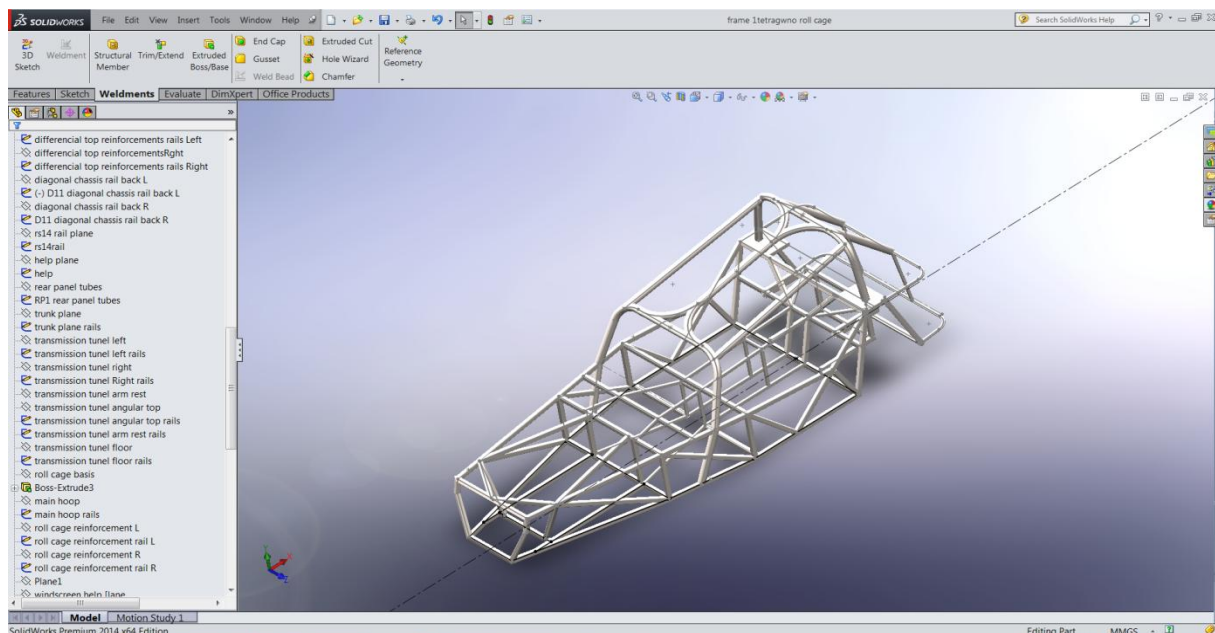 SOLIDWORKS File Edit View Insert Tools Window Help frame 1tetragwno roll cage Search SolidWorks Help
3D Sketch
Weldment
Structural Member
Trim/Extend
Extruded Boss/Base
End Cap
Gusset
Weld Bead
Extruded Cut
Hole Wizard
Chamfer
Reference Geometry
Features Sketch Weldments Evaluate DimXpert Office Products
differencial top reinforcements rails Left
differencial top reinforcementsRght
differencial top reinforcements rails Right
diagonal chassis rail back L
(-) D11 diagonal chassis rail back L
diagonal chassis rail back R
D11 diagonal chassis rail back R
rs14 rail plane
rs14rail
help plane
help
rear panel tubes
RP1 rear panel tubes
trunk plane
trunk plane rails
transmission tunel left
transmission tunel left rails
transmission tunel right
transmission tunel Right rails
transmission tunel arm rest
transmission tunel angular top
transmission tunel angular top rails
transmission tunel arm rest rails
transmission tunel floor
transmission tunel floor rails
roll cage basis
Boss-Extrude3
main hoop
main hoop rails
roll cage reinforcement L
roll cage reinforcement rail L
roll cage reinforcement R
roll cage reinforcement rail R
Plane1
windscreen help [lane
Model Motion Study 1
SolidWorks Premium 2014 x64 Edition Editing Part MMGS